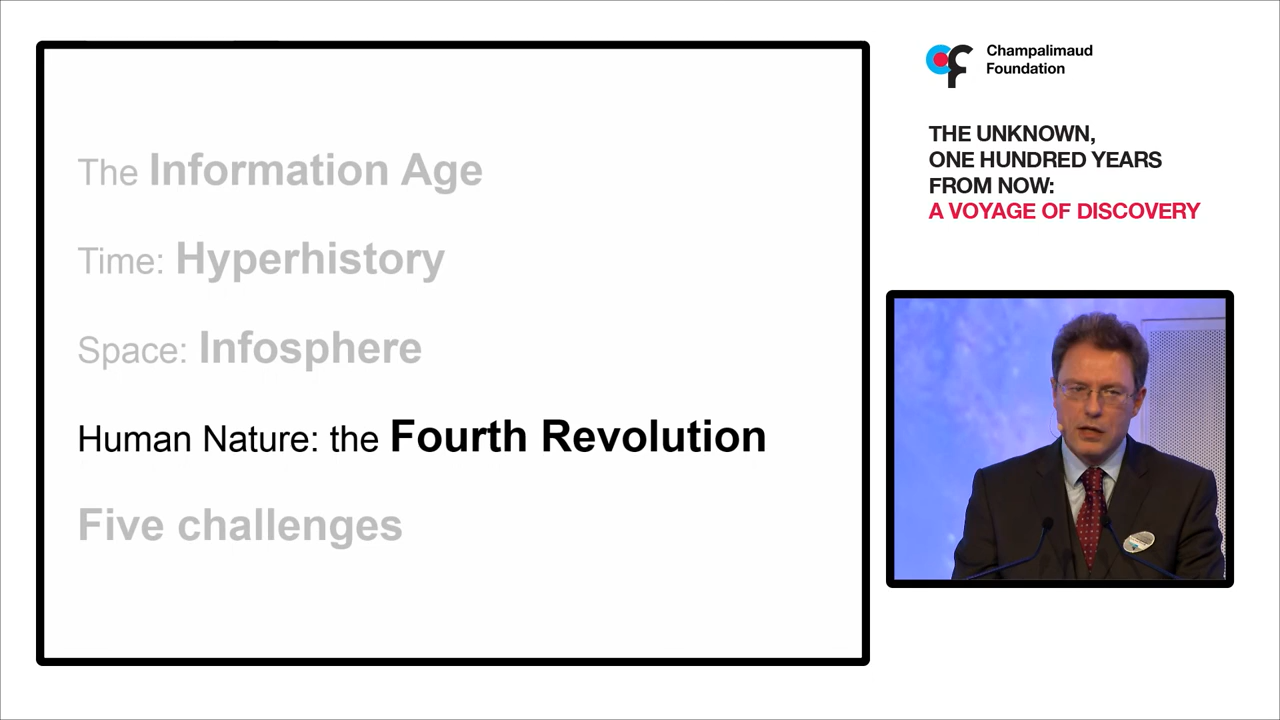 The Information Age
Time: Hyperhistory
Space: Infosphere
Human Nature: the Fourth Revolution
Five challenges
Champalimaud
Foundation
THE UNKNOWN,
ONE HUNDRED YEARS
FROM NOW:
A VOYAGE OF DISCOVERY